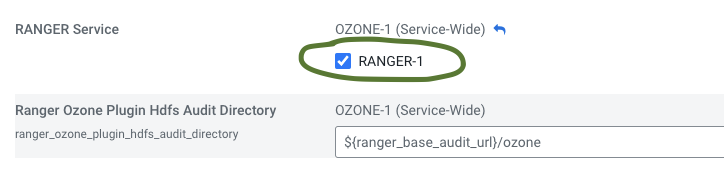 RANGER Service
OZONE-1 (Service-Wide)
RANGER-1
Ranger Ozone Plugin Hdfs Audit Directory
OZONE-1 (Service-Wide)
ranger_ozone_plugin_hdfs_audit_directory
${ranger_base_audit_url}/ozone